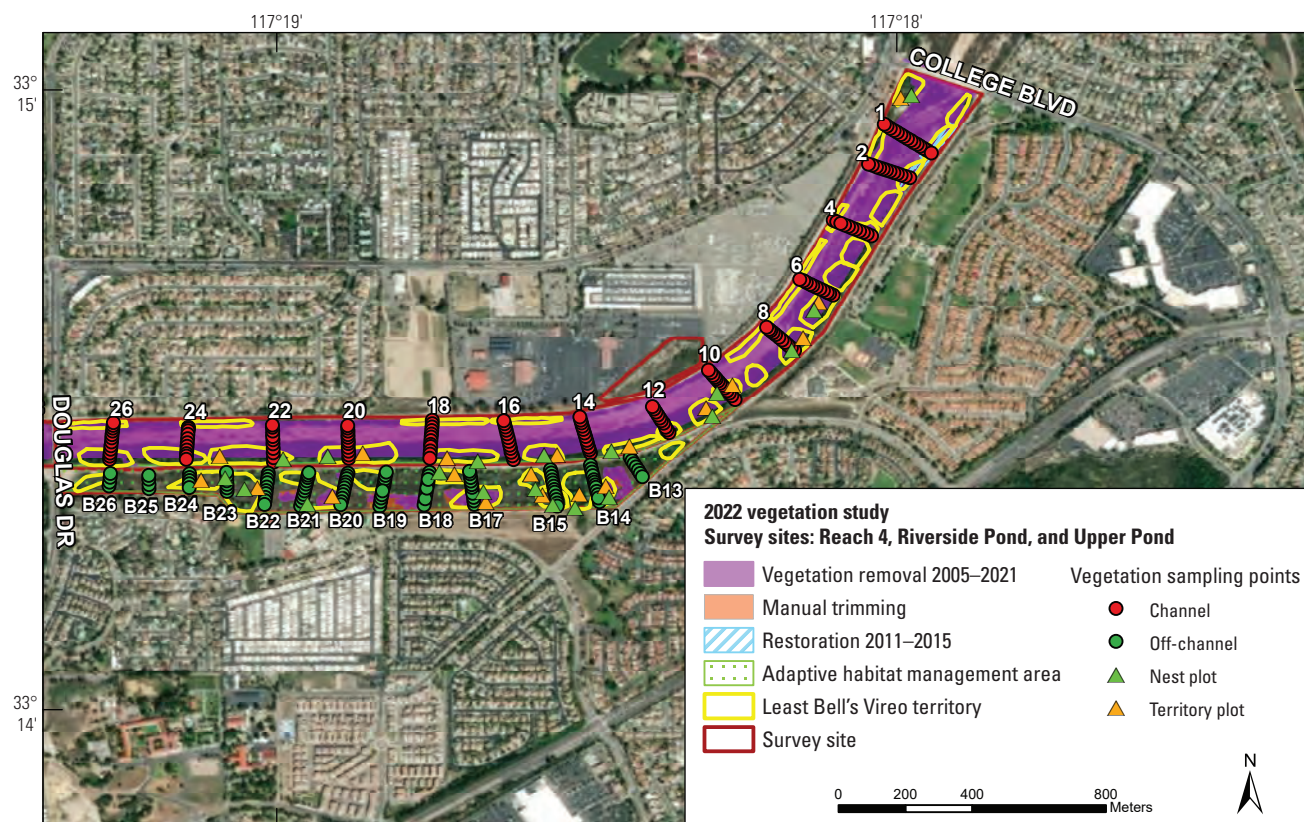 117°19'
117°18'
33°
15'
COLLEGE BLVD
1
2
4
6
8
10
12
14
16
18
20
22
24
26
DOUGLAS DR
B26
B25
B24
B23
B22
B21
B20
B19
B18
B17
B15
B14
B13
33°
14'
2022 vegetation study
Survey sites: Reach 4, Riverside Pond, and Upper Pond
Vegetation removal 2005–2021
Manual trimming
Restoration 2011–2015
Adaptive habitat management area
Least Bell's Vireo territory
Survey site
Vegetation sampling points
Channel
Off-channel
Nest plot
Territory plot
N
0 200 400 800
Meters